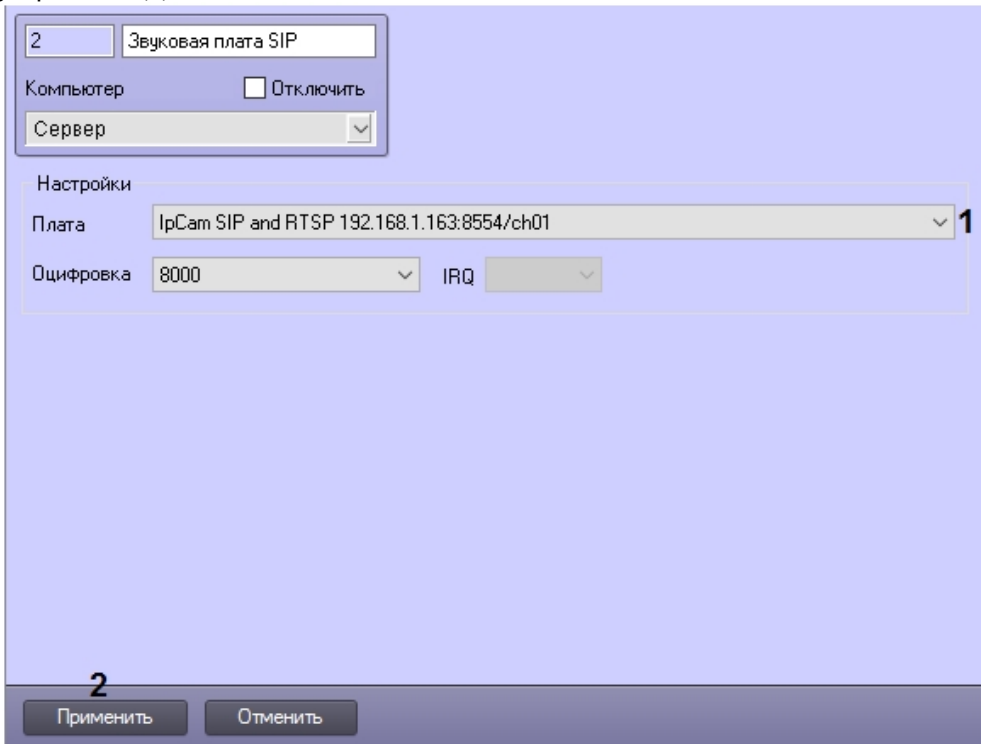 2 Звуковая плата SIP
Компьютер Отключить
Сервер
Настройки
Плата IpCam SIP and RTSP 192.168.1.163:8554/ch01 1
Оцифровка 8000 IRQ
2
Применить Отменить